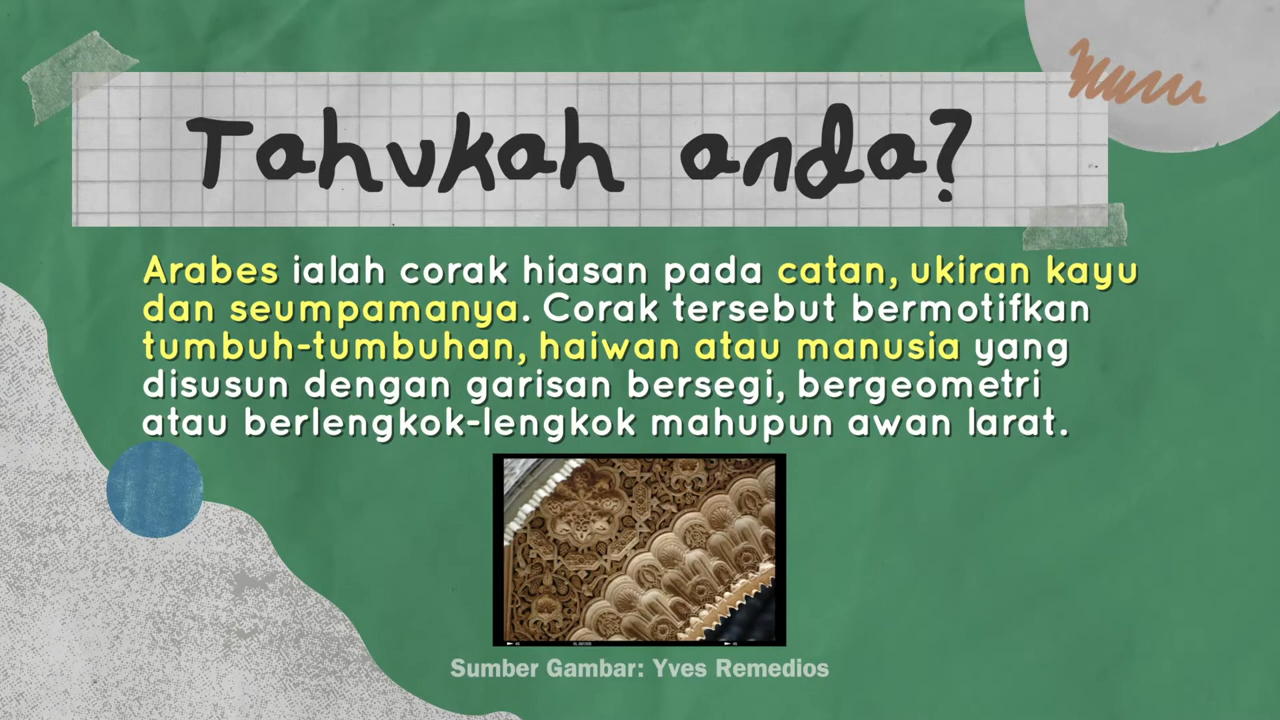 Tahukah anda?
Arabes ialah corak hiasan pada catan, ukiran kayu
dan seumpamanya. Corak tersebut bermotifkan
tumbuh-tumbuhan, haiwan atau manusia yang
disusun dengan garisan bersegi, bergeometri
atau berlengkok-lengkok mahupun awan larat.
Sumber Gambar: Yves Remedios